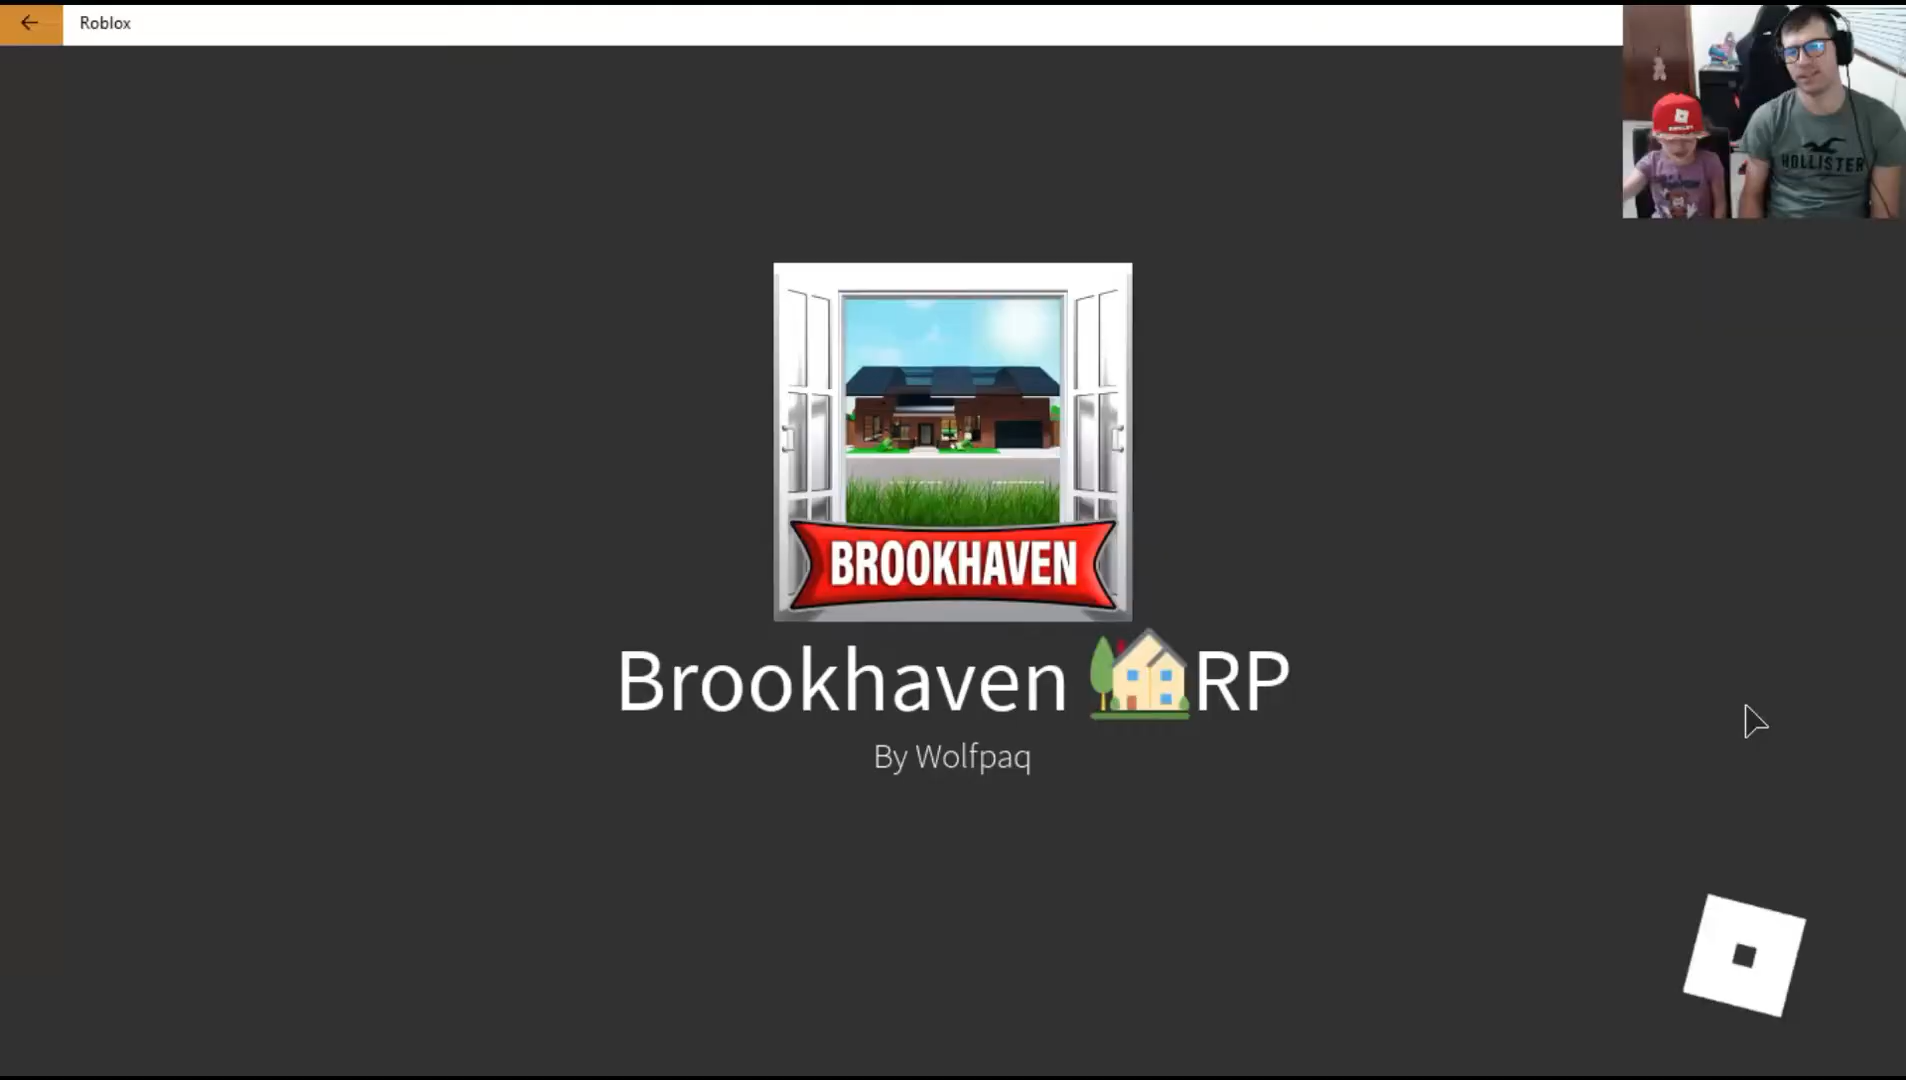 Roblox
HOLLISTER
BROOKHAVEN
Brookhaven 🏡RP
By Wolfpaq